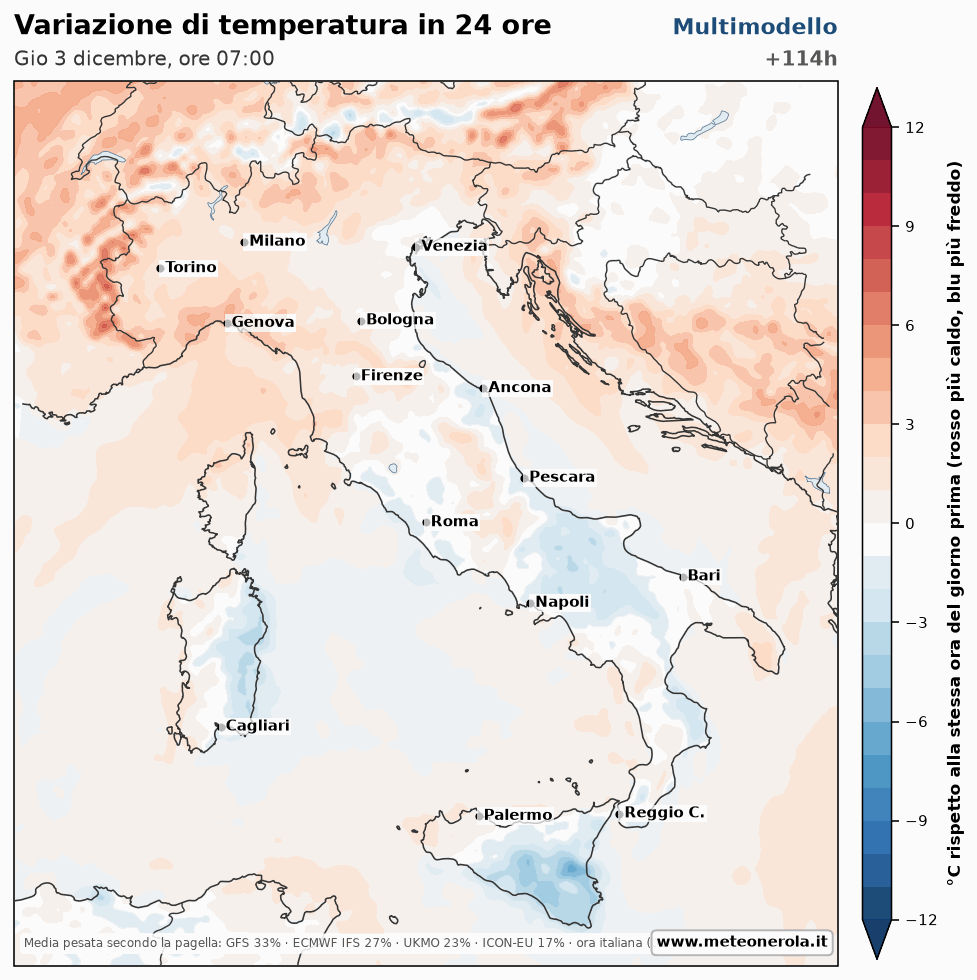 Variazione di temperatura in 24 ore
Multimodello
Gio 3 dicembre, ore 07:00
+114h
Milano
Venezia
Torino
Genova
Bologna
Firenze
Ancona
Pescara
Roma
Bari
Napoli
Cagliari
Palermo
Reggio C.
12
9
6
3
0
−3
−6
−9
−12
°C rispetto alla stessa ora del giorno prima (rosso più caldo, blu più freddo)
Media pesata secondo la pagella: GFS 33% · ECMWF IFS 27% · UKMO 23% · ICON-EU 17% · ora italiana (
www.meteonerola.it